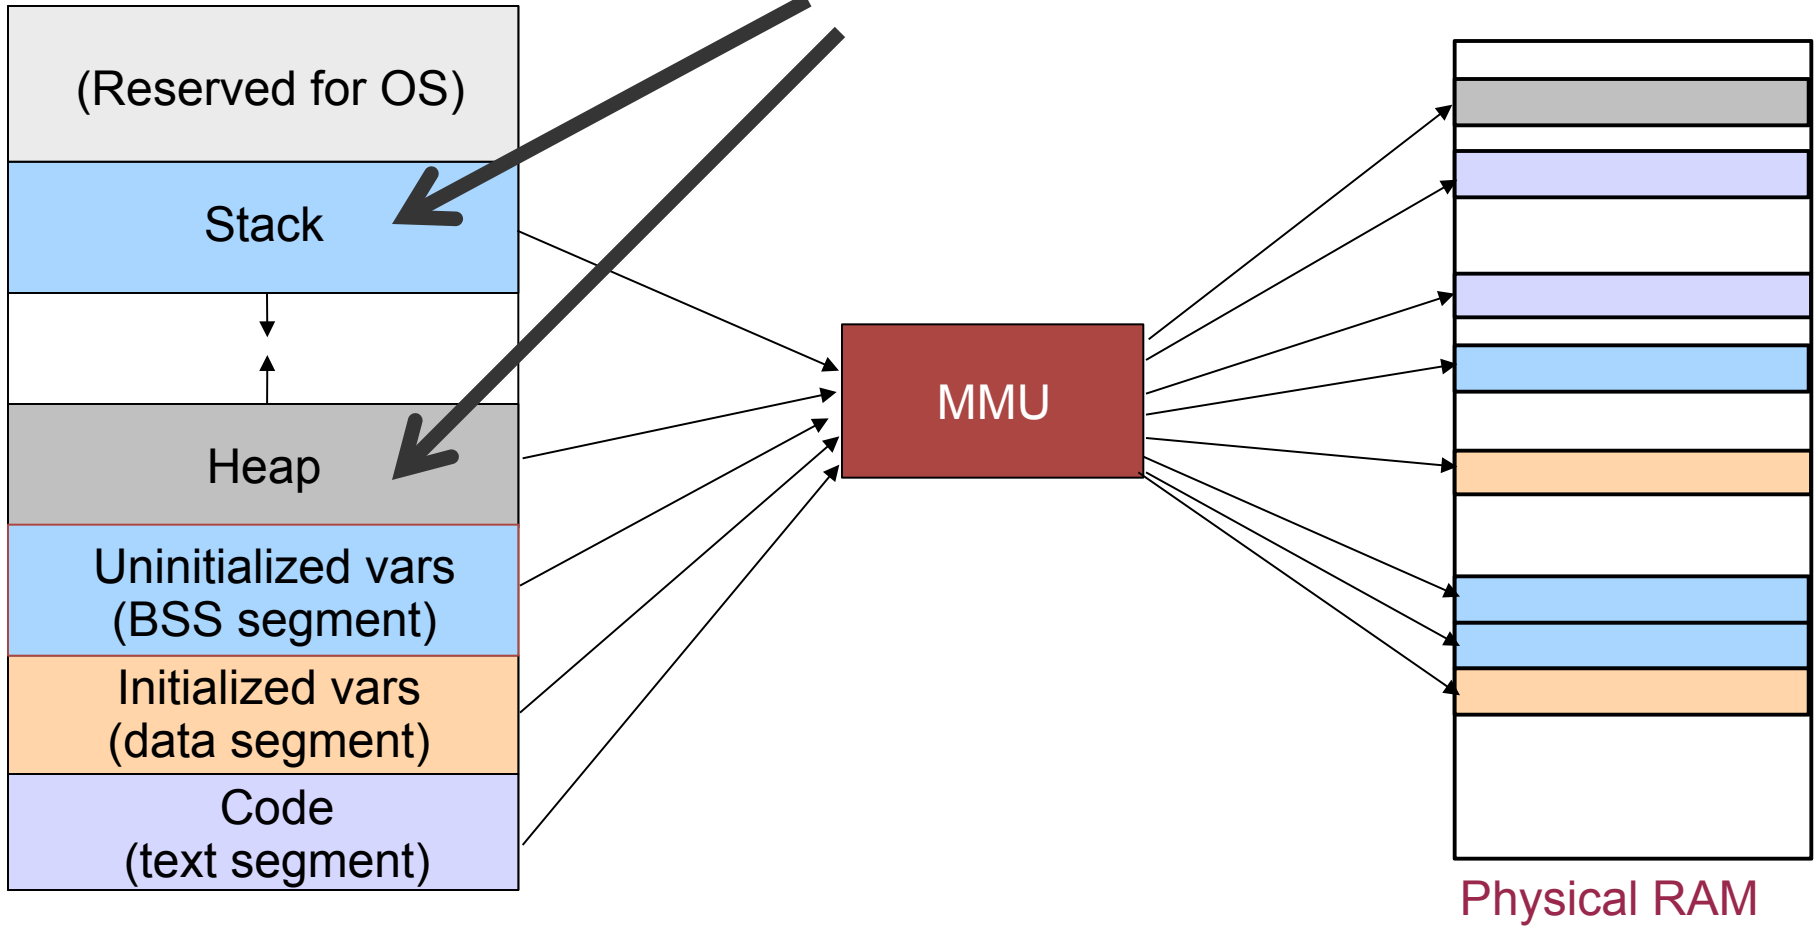 (Reserved for OS)
Stack
Heap
Uninitialized vars
(BSS segment)
Initialized vars
(data segment)
Code
(text segment)
MMU
Physical RAM